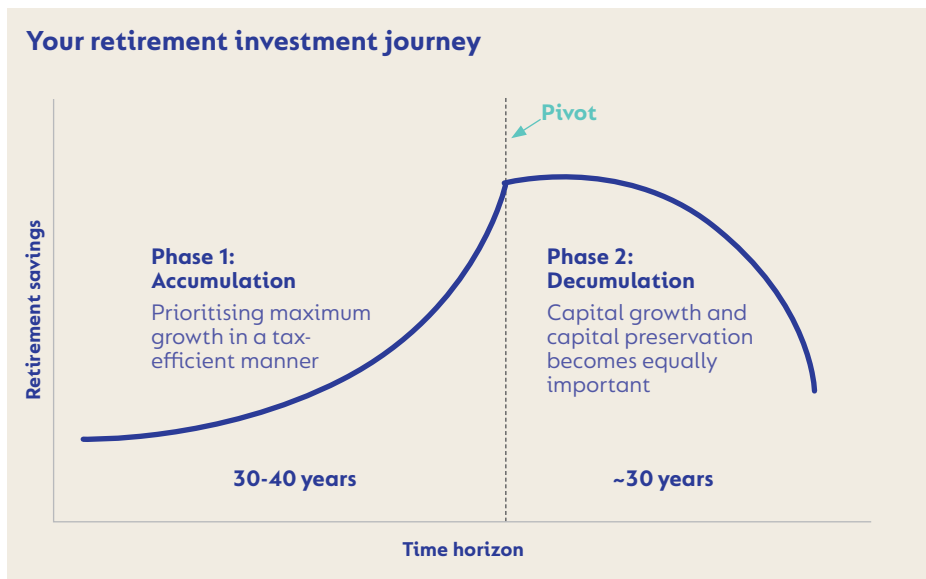 Your retirement investment journey
Pivot
Retirement savings
Phase 1:
Accumulation
Prioritising maximum
growth in a tax-
efficient manner
Phase 2:
Decumulation
Capital growth and
capital preservation
becomes equally
important
30-40 years
~30 years
Time horizon